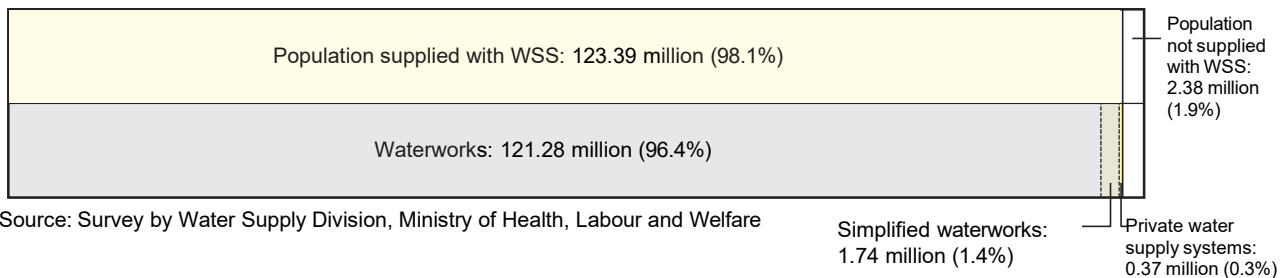 Population supplied with WSS: 123.39 million (98.1%)
Population
not supplied
with WSS:
2.38 million
(1.9%)
Waterworks: 121.28 million (96.4%)
Source: Survey by Water Supply Division, Ministry of Health, Labour and Welfare
Simplified waterworks:
1.74 million (1.4%)
Private water
supply systems:
0.37 million (0.3%)